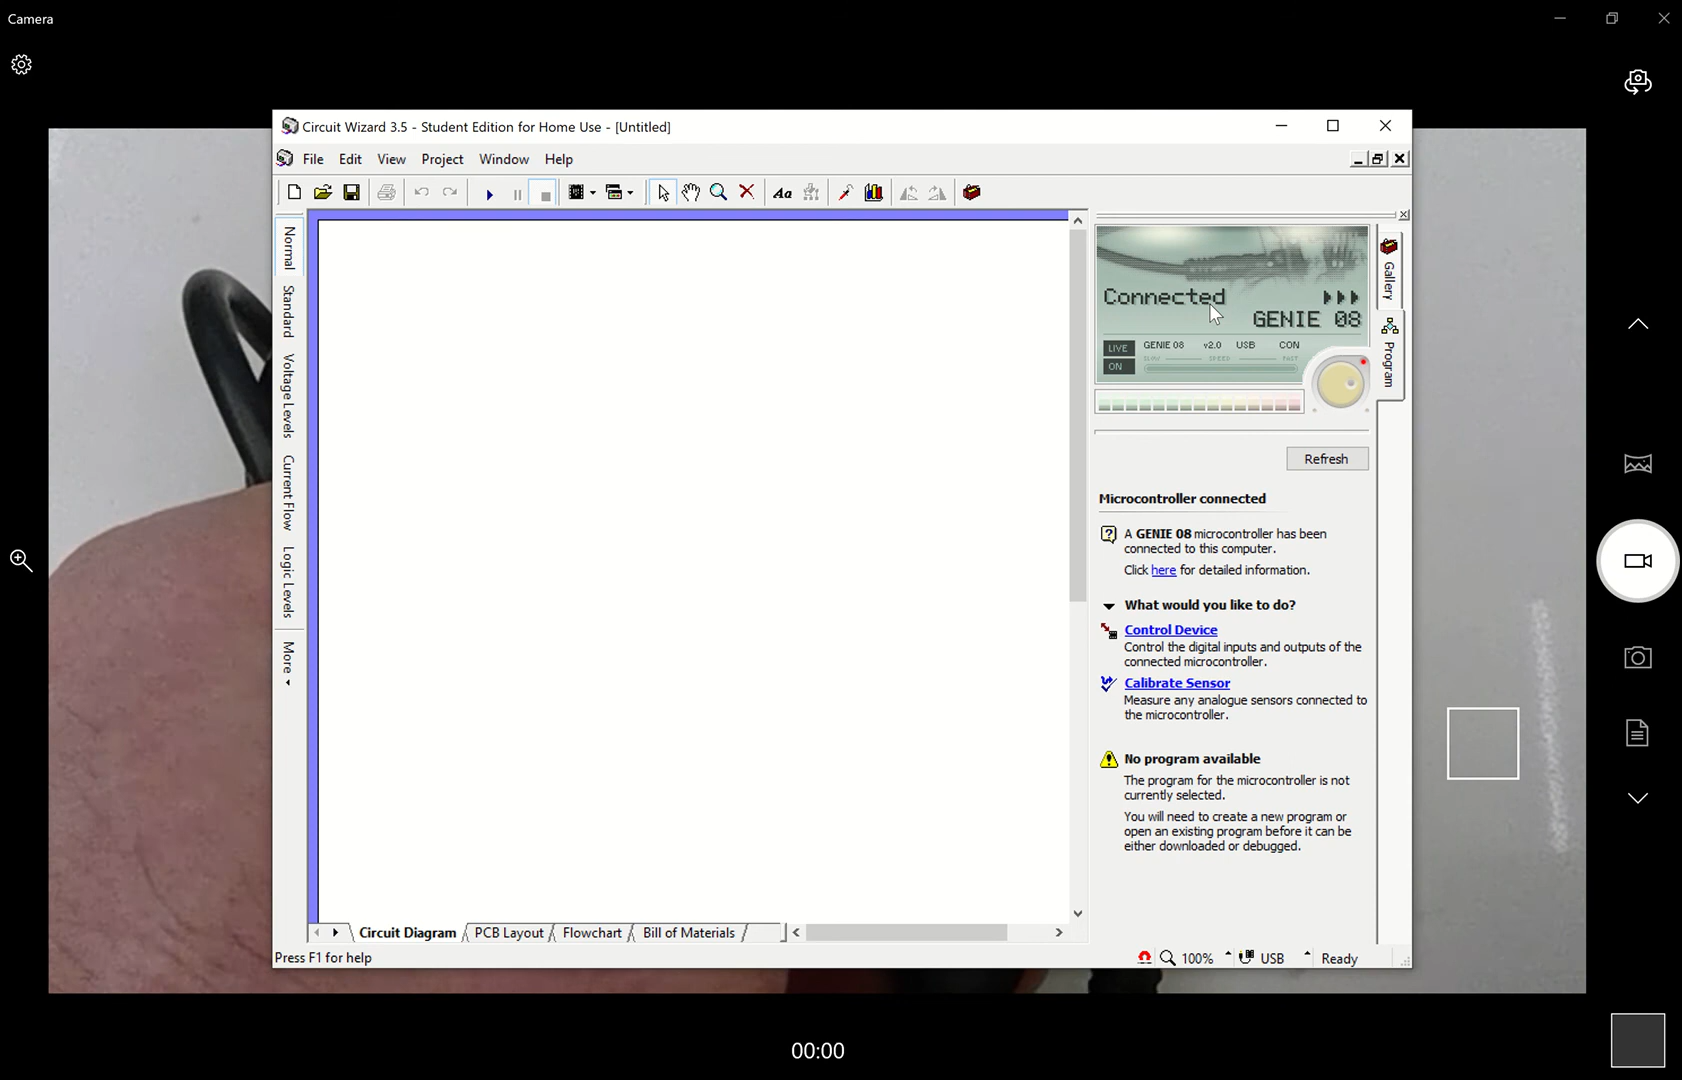 Camera
Circuit Wizard 3.5 - Student Edition for Home Use - [Untitled]
File Edit View Project Window Help
Aa
Normal
Standard
Voltage Levels
Current Flow
Logic Levels
More
Connected
GENIE 08
LIVE GENIE 08 v2.0 USB CON
SLOW SPEED FAST
ON
Gallery
Program
Refresh
Microcontroller connected
A GENIE 08 microcontroller has been
connected to this computer.
Click here for detailed information.
What would you like to do?
Control Device
Control the digital inputs and outputs of the
connected microcontroller.
Calibrate Sensor
Measure any analogue sensors connected to
the microcontroller.
No program available
The program for the microcontroller is not
currently selected.
You will need to create a new program or
open an existing program before it can be
either downloaded or debugged.
Circuit Diagram PCB Layout Flowchart Bill of Materials
Press F1 for help
100% USB Ready
00:00